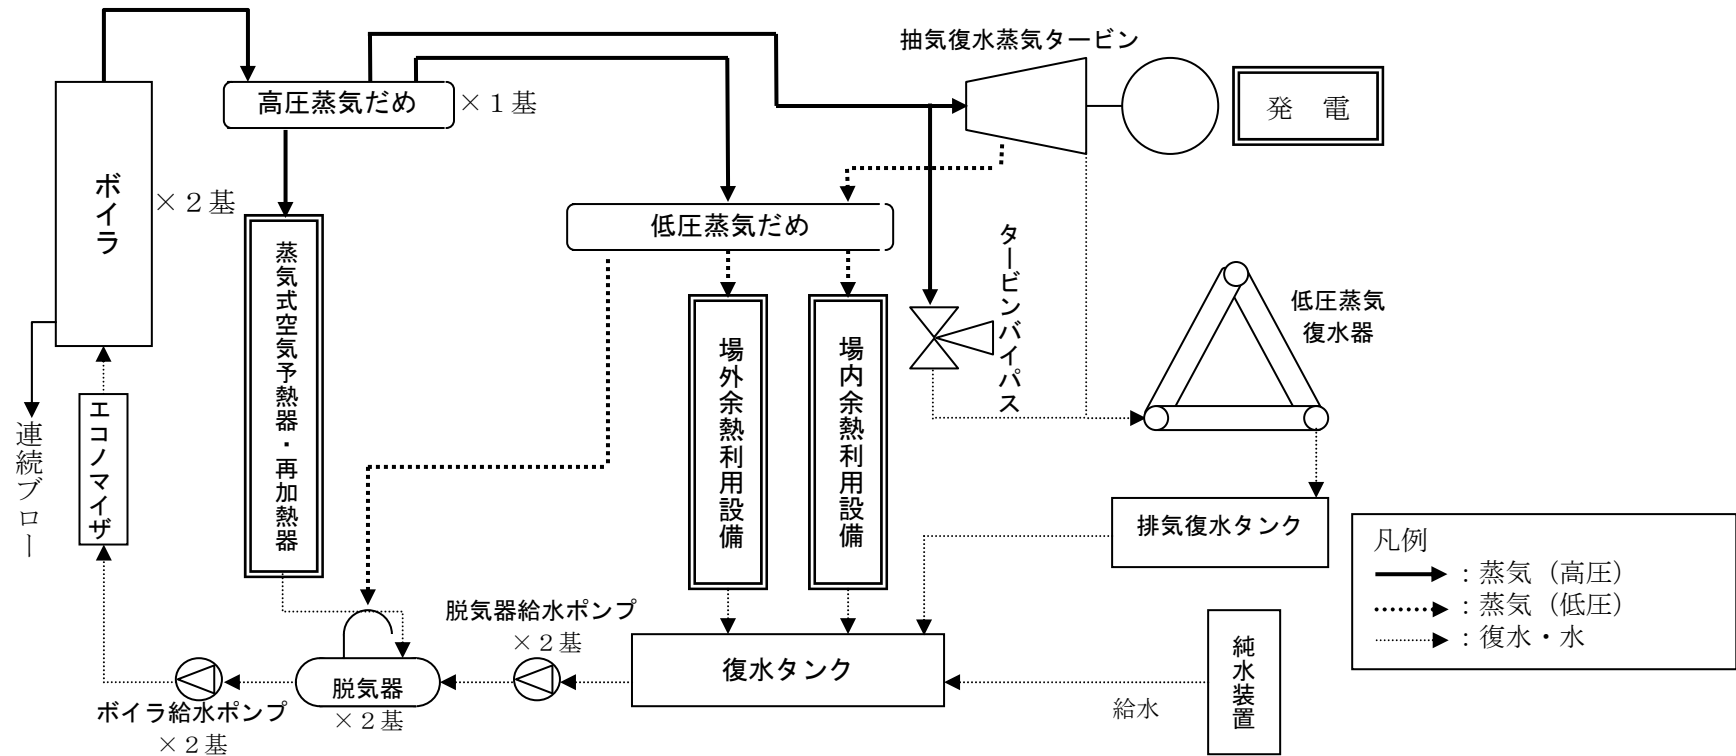 抽気復水蒸気タービン
高圧蒸気だめ
×1基
発　電
ボイラ
×2基
低圧蒸気だめ
蒸気式空気予熱器・再加熱器
タービンバイパス
低圧蒸気
復水器
場外余熱利用設備
場内余熱利用設備
エコノマイザ
連続ブロー
排気復水タンク
凡例
：蒸気（高圧）
：蒸気（低圧）
：復水・水
脱気器給水ポンプ
×2基
復水タンク
純水装置
給水
脱気器
×2基
ボイラ給水ポンプ
×2基